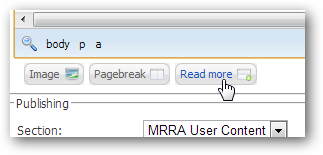 body p a
Image Pagebreak Read more
Publishing
Section: MRRA User Content